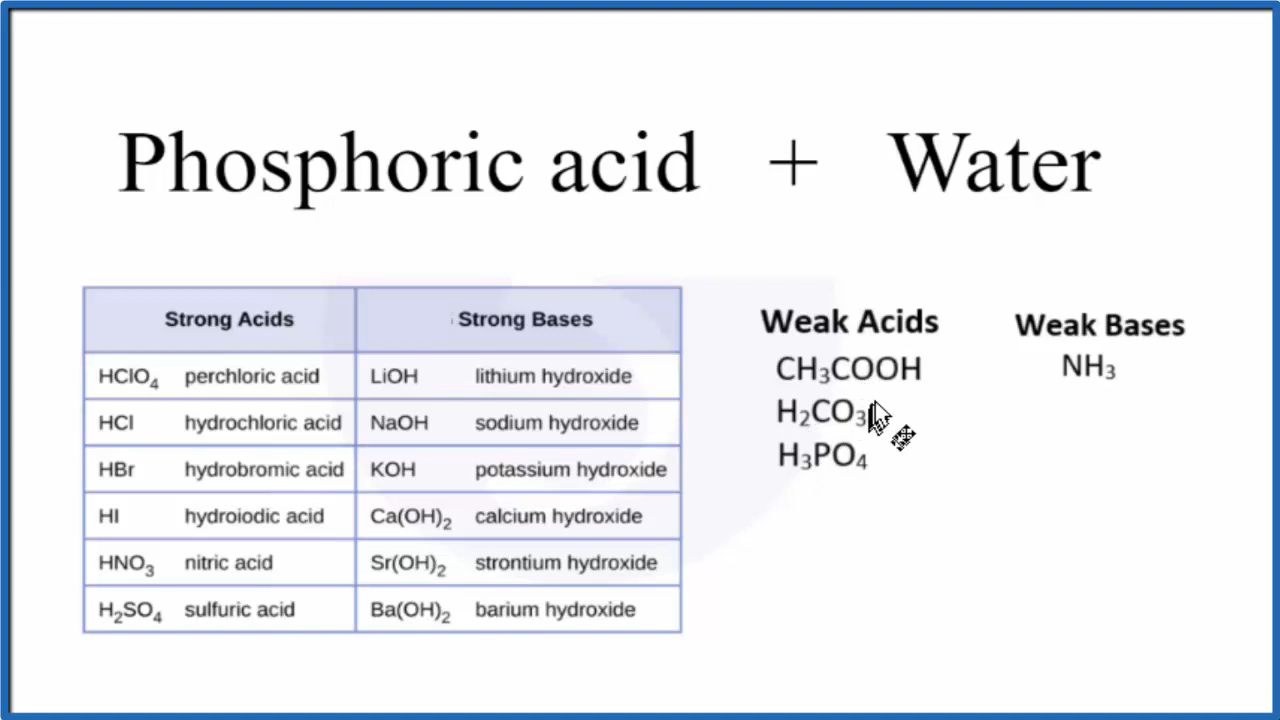 Phosphoric acid + Water
Strong Acids Strong Bases
HClO₄ perchloric acid LiOH lithium hydroxide
HCl hydrochloric acid NaOH sodium hydroxide
HBr hydrobromic acid KOH potassium hydroxide
HI hydroiodic acid Ca(OH)₂ calcium hydroxide
HNO₃ nitric acid Sr(OH)₂ strontium hydroxide
H₂SO₄ sulfuric acid Ba(OH)₂ barium hydroxide
Weak Acids
CH₃COOH
H₂CO₃
H₃PO₄
Weak Bases
NH₃